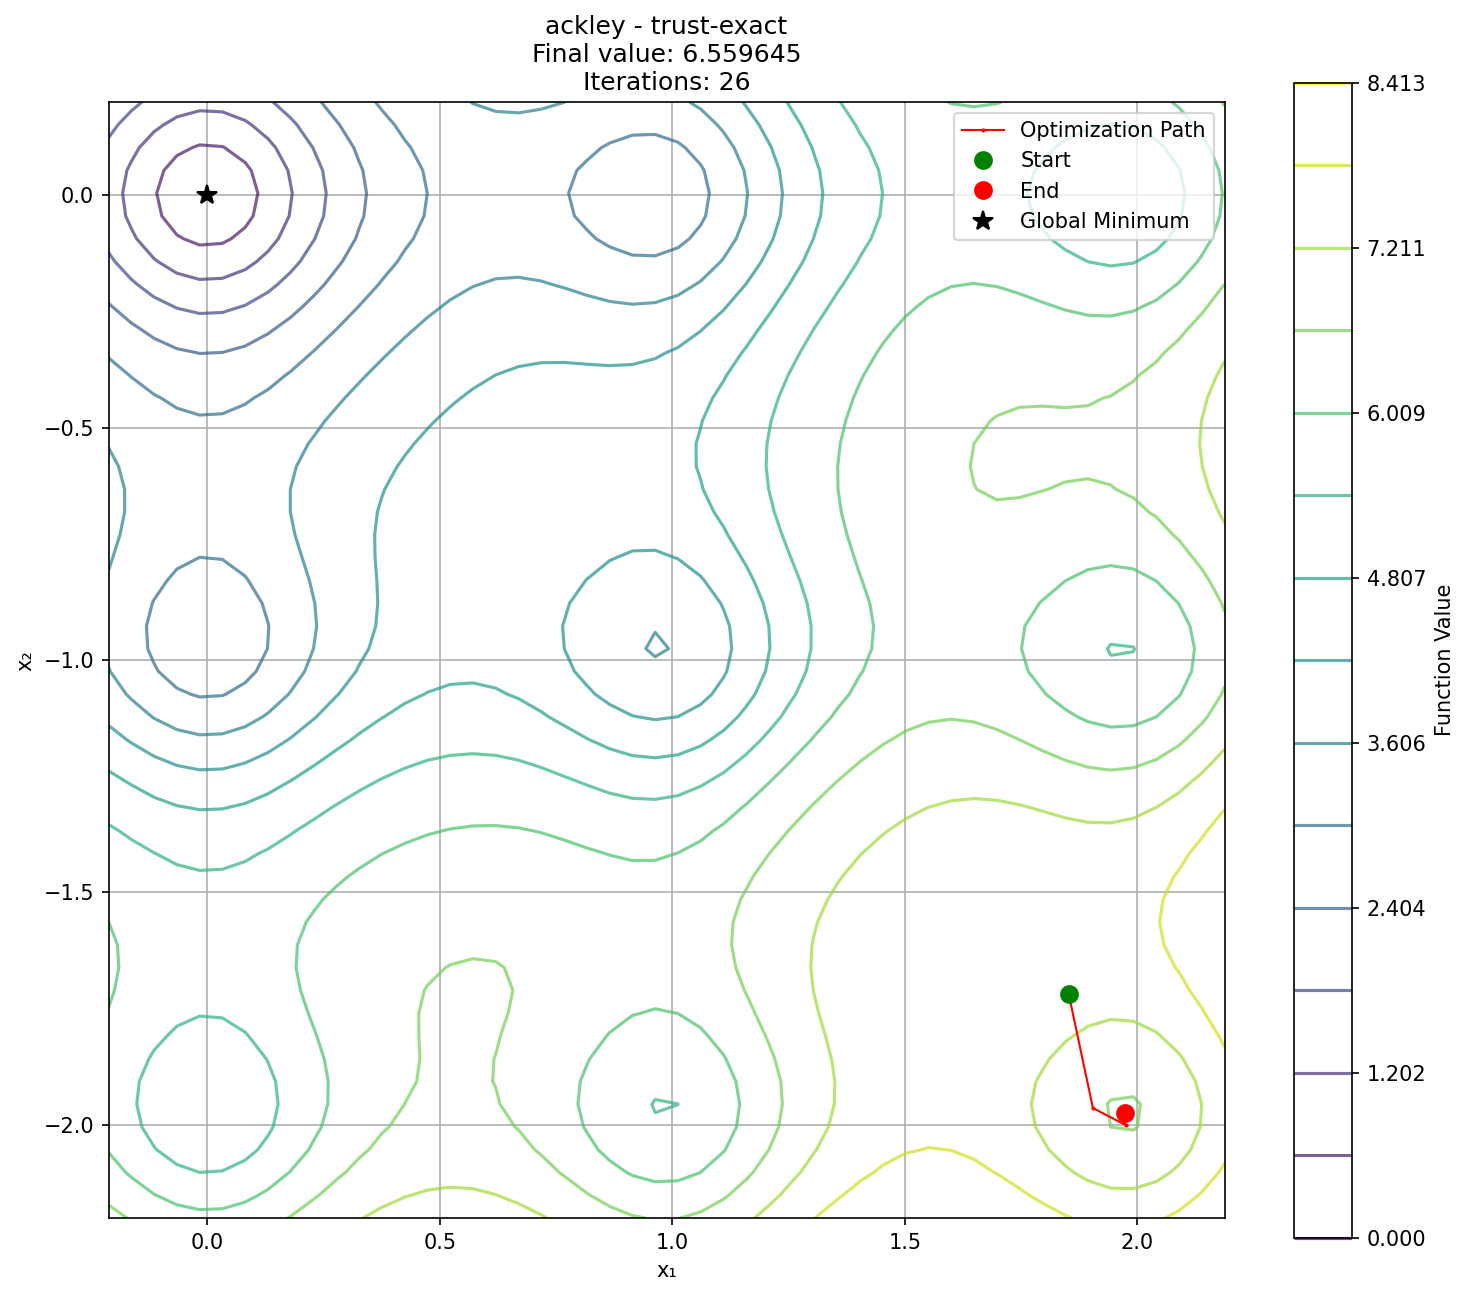 ackley - trust-exact
Final value: 6.559645
Iterations: 26
Optimization Path
Start
End
Global Minimum
0.0
−0.5
−1.0
−1.5
−2.0
x₂
0.0
0.5
1.0
1.5
2.0
x₁
8.413
7.211
6.009
4.807
3.606
2.404
1.202
0.000
Function Value